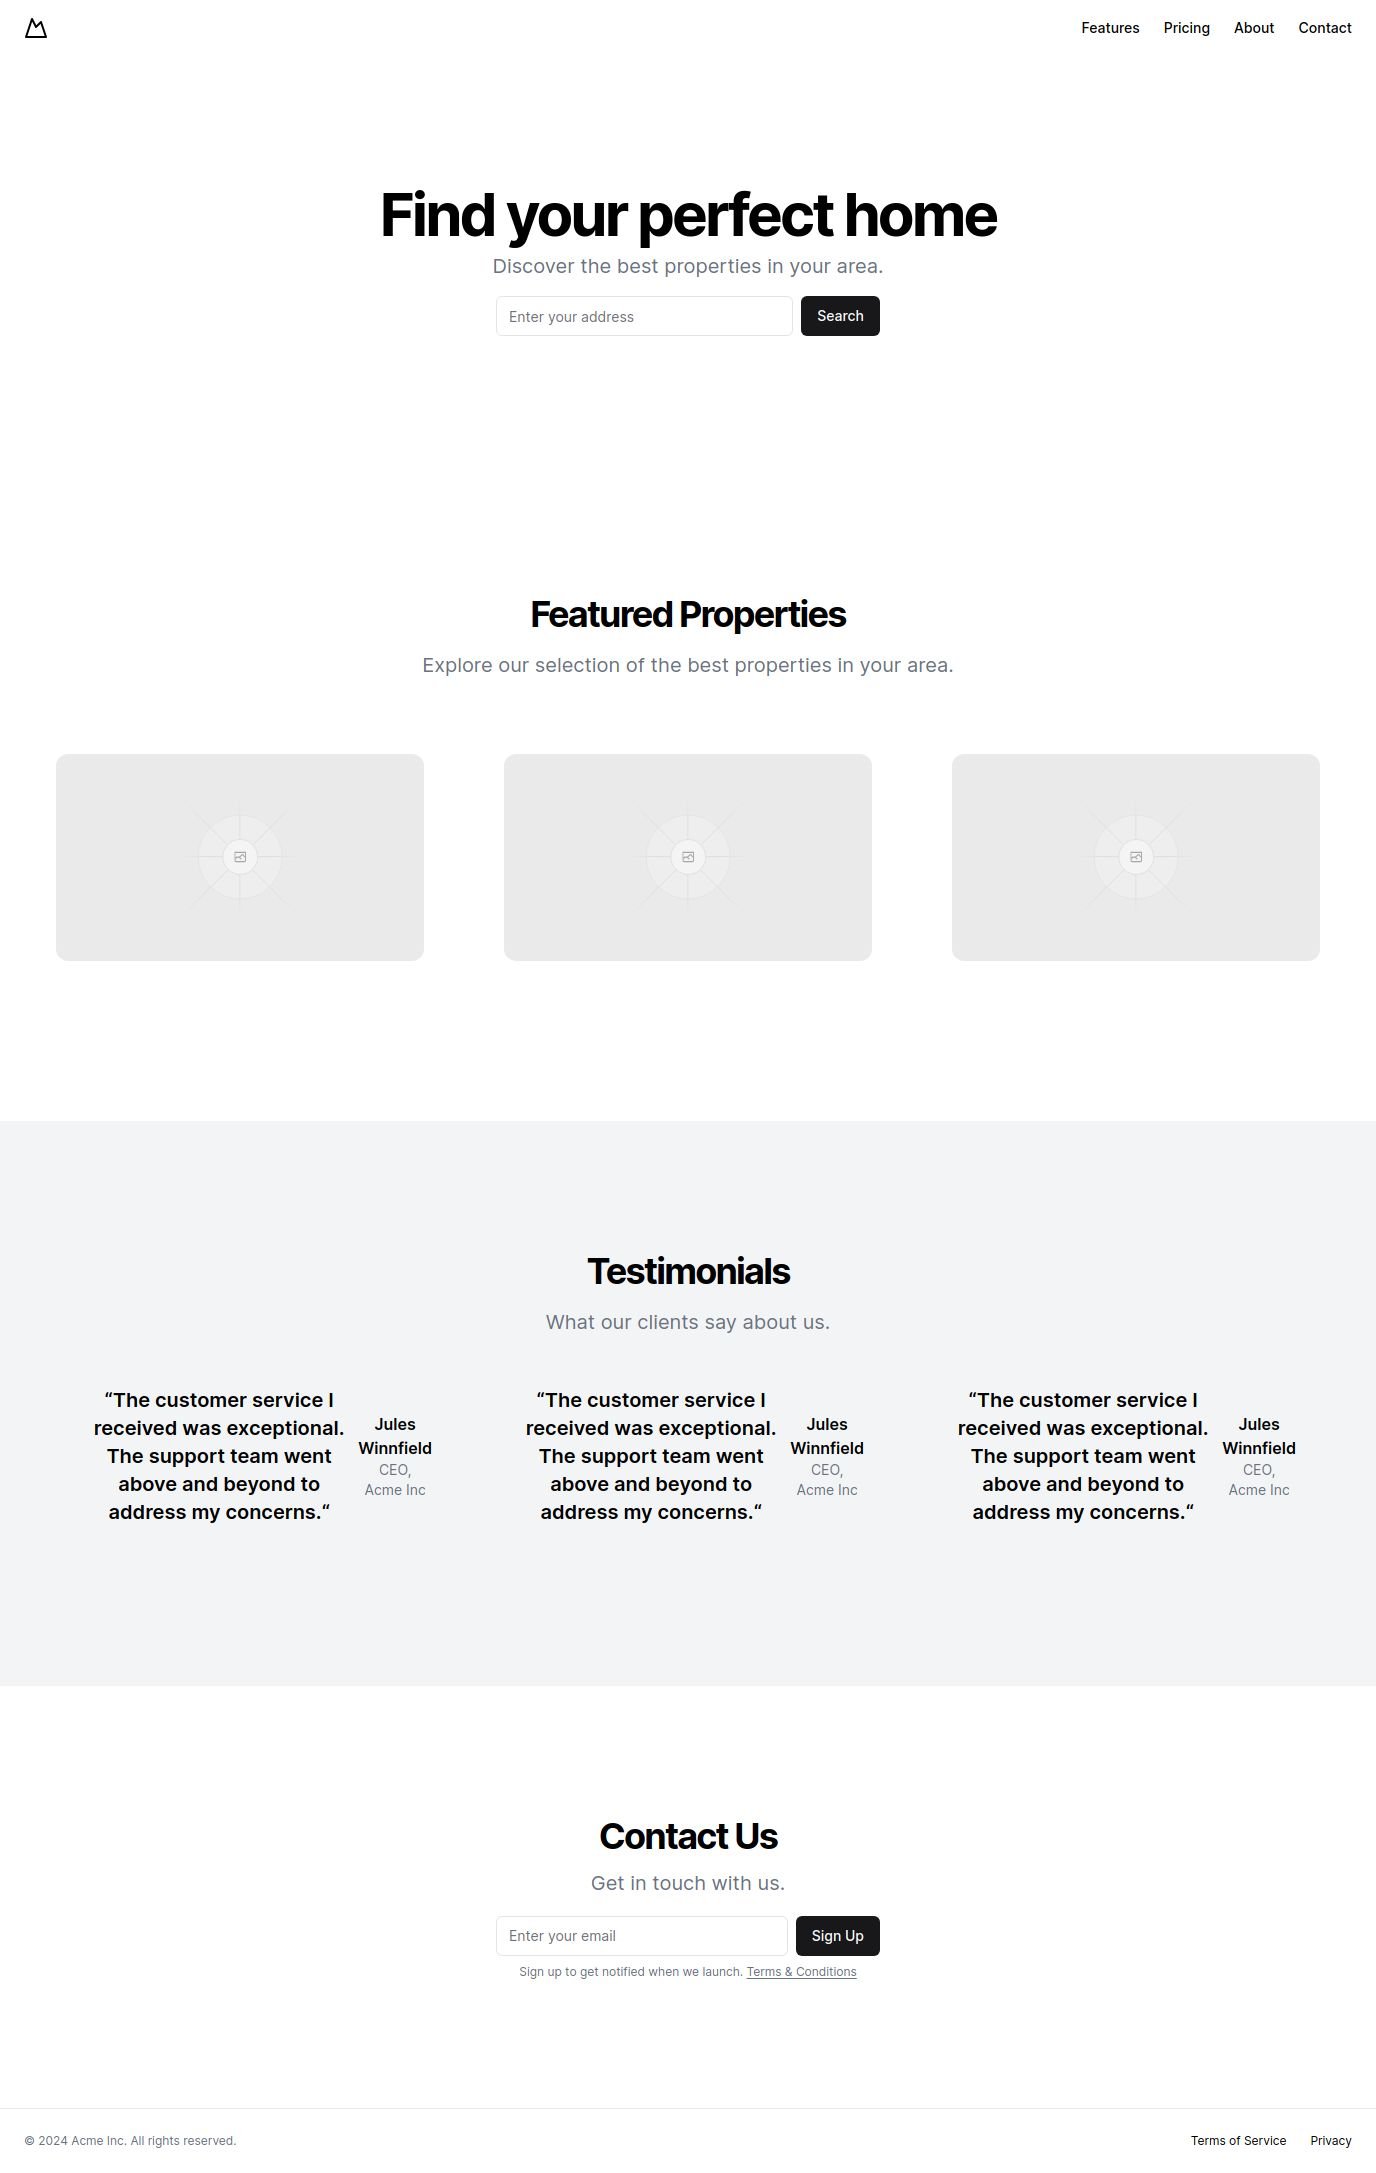 Features Pricing About Contact
Find your perfect home
Discover the best properties in your area.
Enter your address Search
Featured Properties
Explore our selection of the best properties in your area.
Testimonials
What our clients say about us.
“The customer service I
received was exceptional.
The support team went
above and beyond to
address my concerns.“
Jules
Winnfield
CEO,
Acme Inc
“The customer service I
received was exceptional.
The support team went
above and beyond to
address my concerns.“
Jules
Winnfield
CEO,
Acme Inc
“The customer service I
received was exceptional.
The support team went
above and beyond to
address my concerns.“
Jules
Winnfield
CEO,
Acme Inc
Contact Us
Get in touch with us.
Enter your email Sign Up
Sign up to get notified when we launch. Terms & Conditions
© 2024 Acme Inc. All rights reserved. Terms of Service Privacy